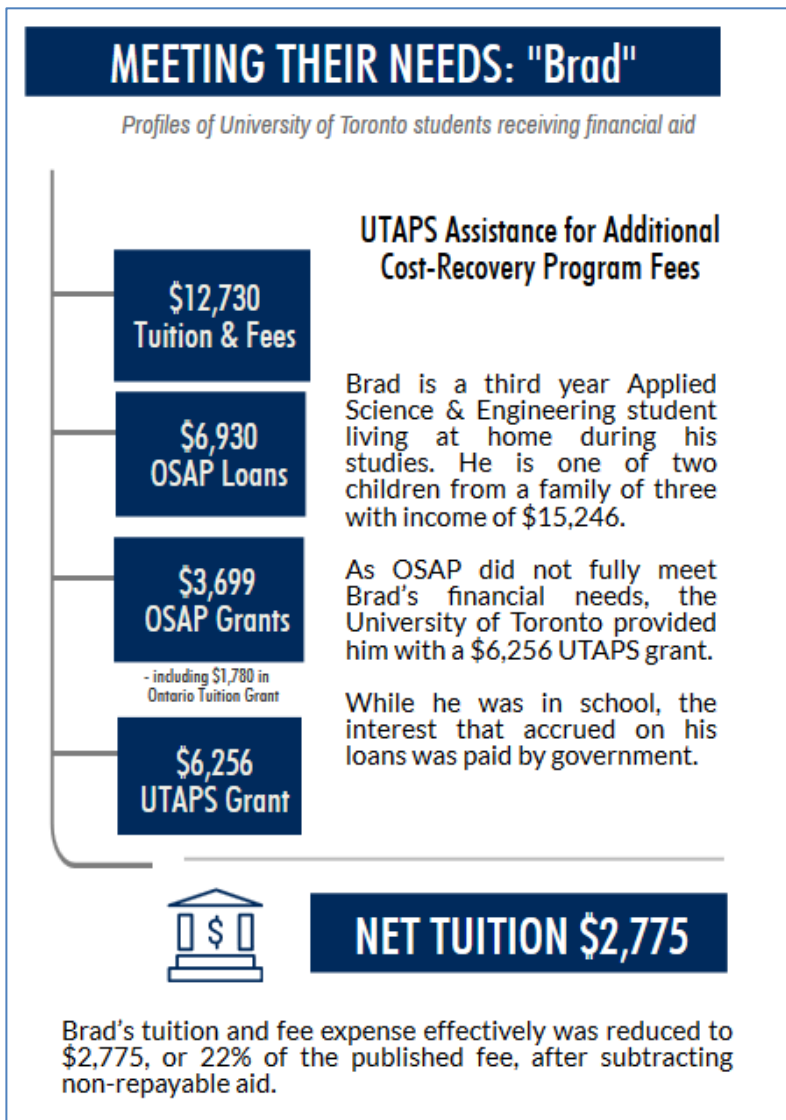 MEETING THEIR NEEDS: "Brad"
Profiles of University of Toronto students receiving financial aid
UTAPS Assistance for Additional
Cost-Recovery Program Fees
$12,730
Tuition & Fees
$6,930
OSAP Loans
$3,699
OSAP Grants
- including $1,780 in
Ontario Tuition Grant
$6,256
UTAPS Grant
Brad is a third year Applied
Science & Engineering student
living at home during his
studies. He is one of two
children from a family of three
with income of $15,246.
As OSAP did not fully meet
Brad's financial needs, the
University of Toronto provided
him with a $6,256 UTAPS grant.
While he was in school, the
interest that accrued on his
loans was paid by government.
$
NET TUITION $2,775
Brad's tuition and fee expense effectively was reduced to
$2,775, or 22% of the published fee, after subtracting
non-repayable aid.